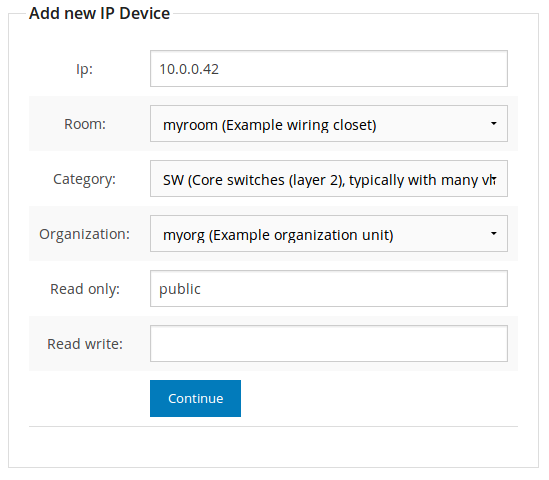 Add new IP Device
Ip: 10.0.0.42
Room: myroom (Example wiring closet)
Category: SW (Core switches (layer 2), typically with many
Organization: myorg (Example organization unit)
Read only: public
Read write:
Continue